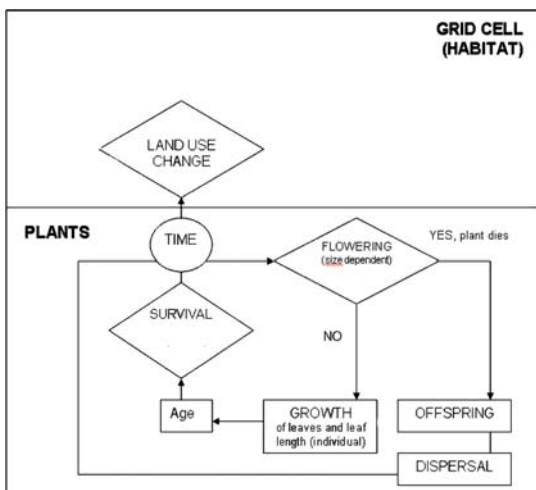 GRID CELL
(HABITAT)
LAND USE
CHANGE
PLANTS
TIME
FLOWERING
(size dependent)
YES, plant dies
SURVIVAL
NO
Age
GROWTH
of leaves and leaf
length (individual)
OFFSPRING
DISPERSAL